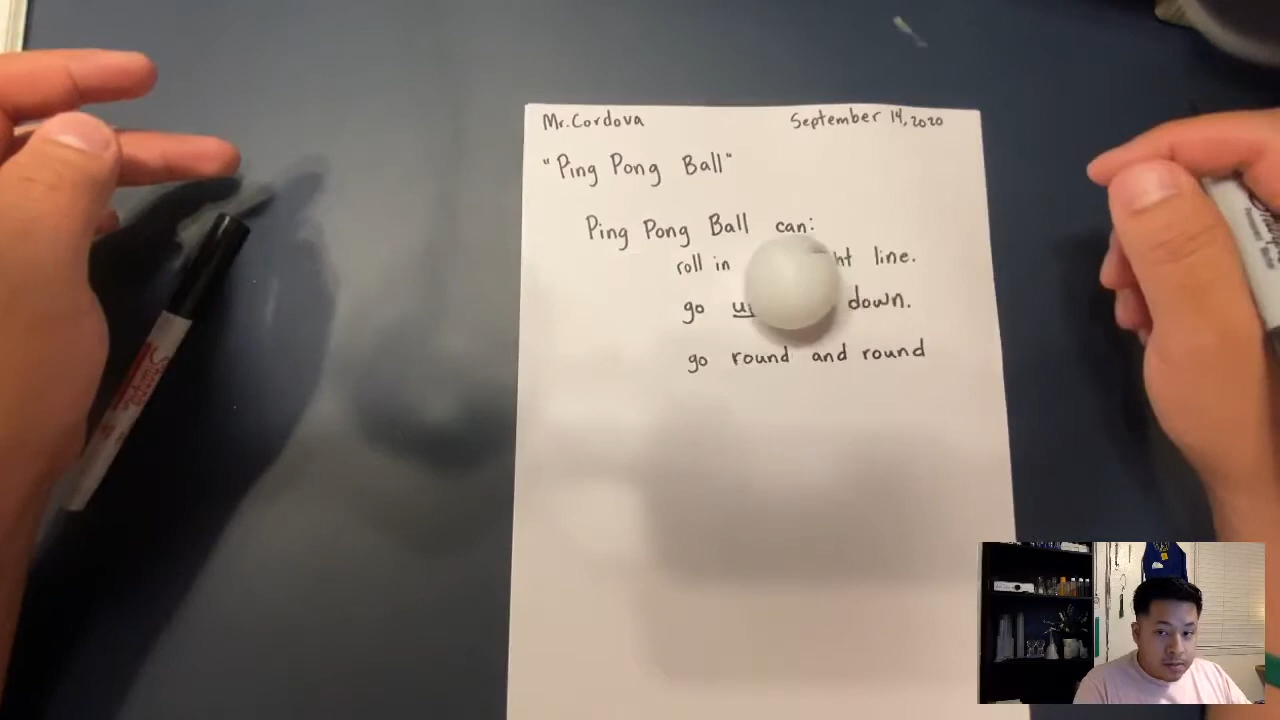 Mr. Cordova
September 14, 2020
"Ping Pong Ball"
Ping Pong Ball can:
roll in line.
go down.
go round and round
Sharpie